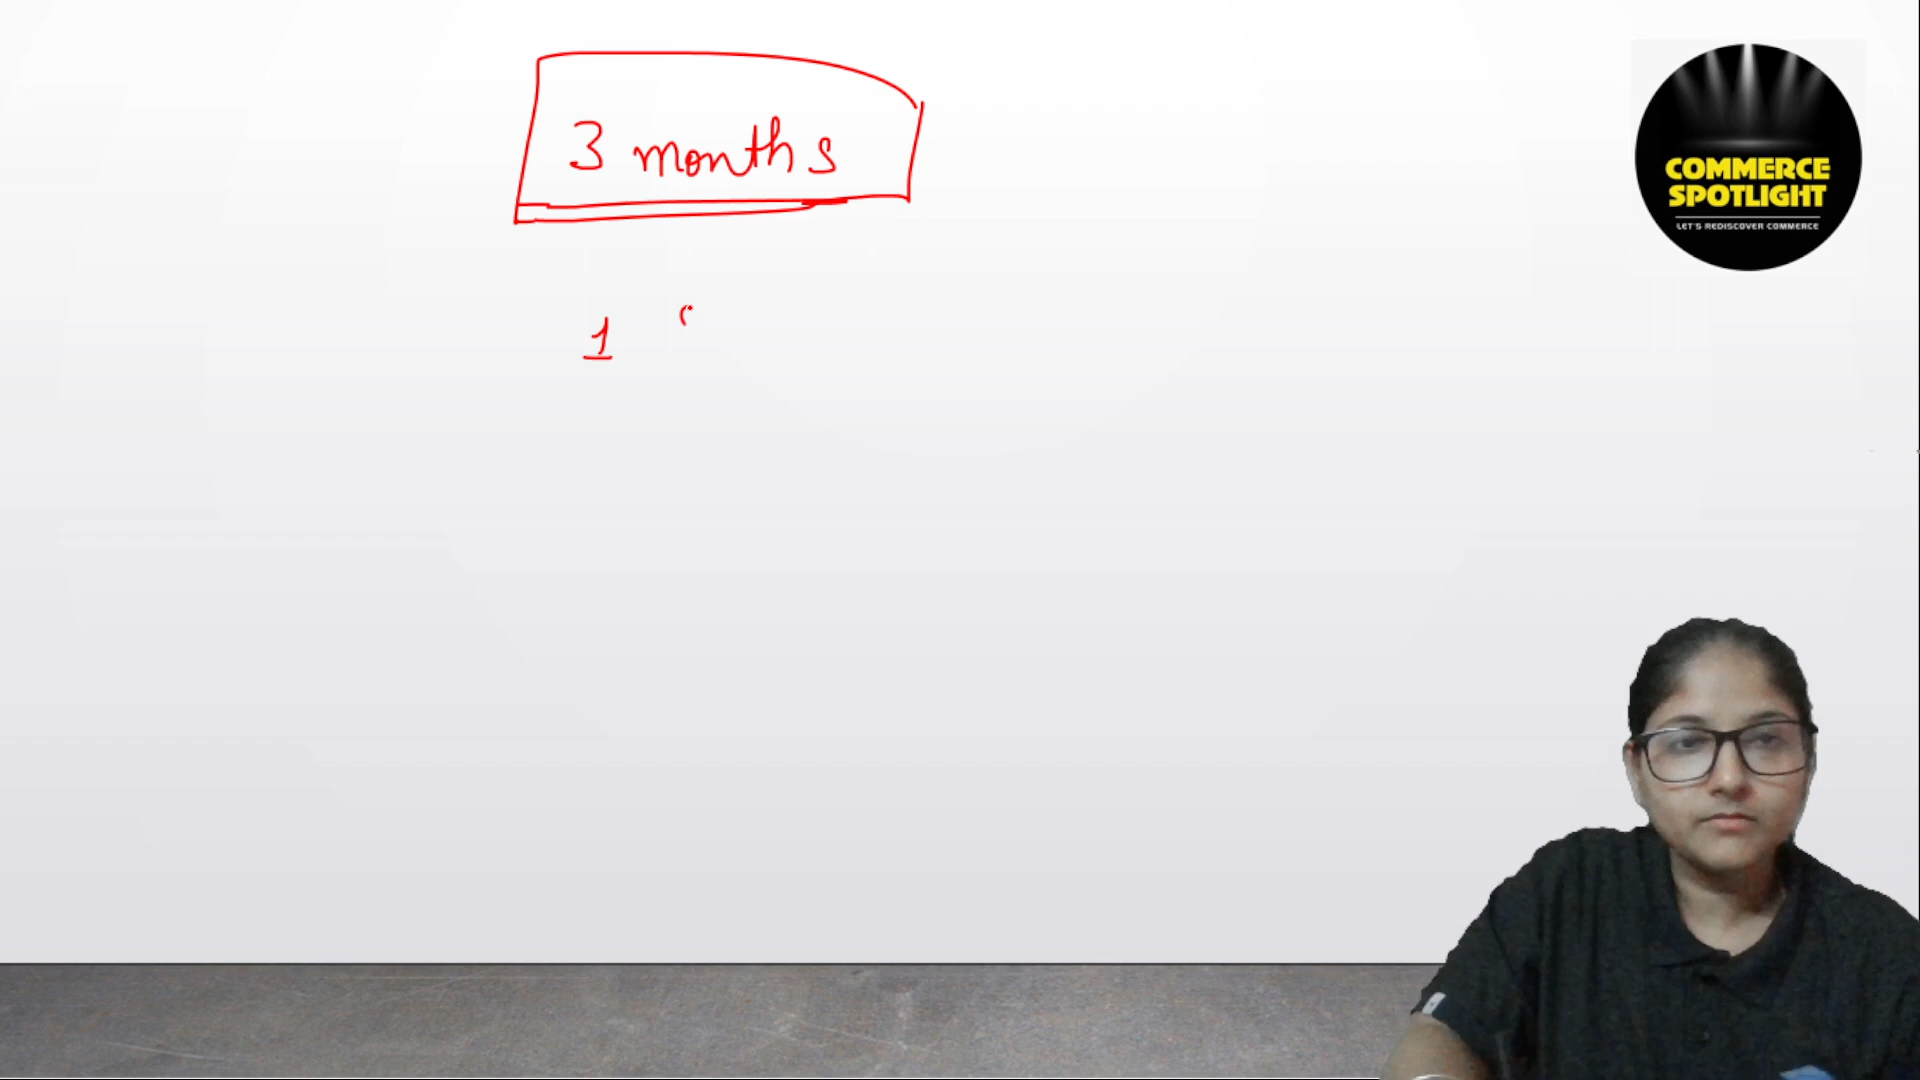 3 months
1
COMMERCE
SPOTLIGHT
LET'S REDISCOVER COMMERCE